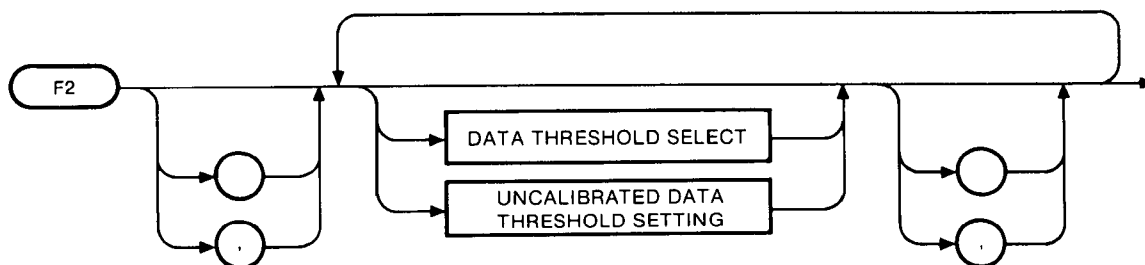 F2
DATA THRESHOLD SELECT
UNCALIBRATED DATA
THRESHOLD SETTING
,
,